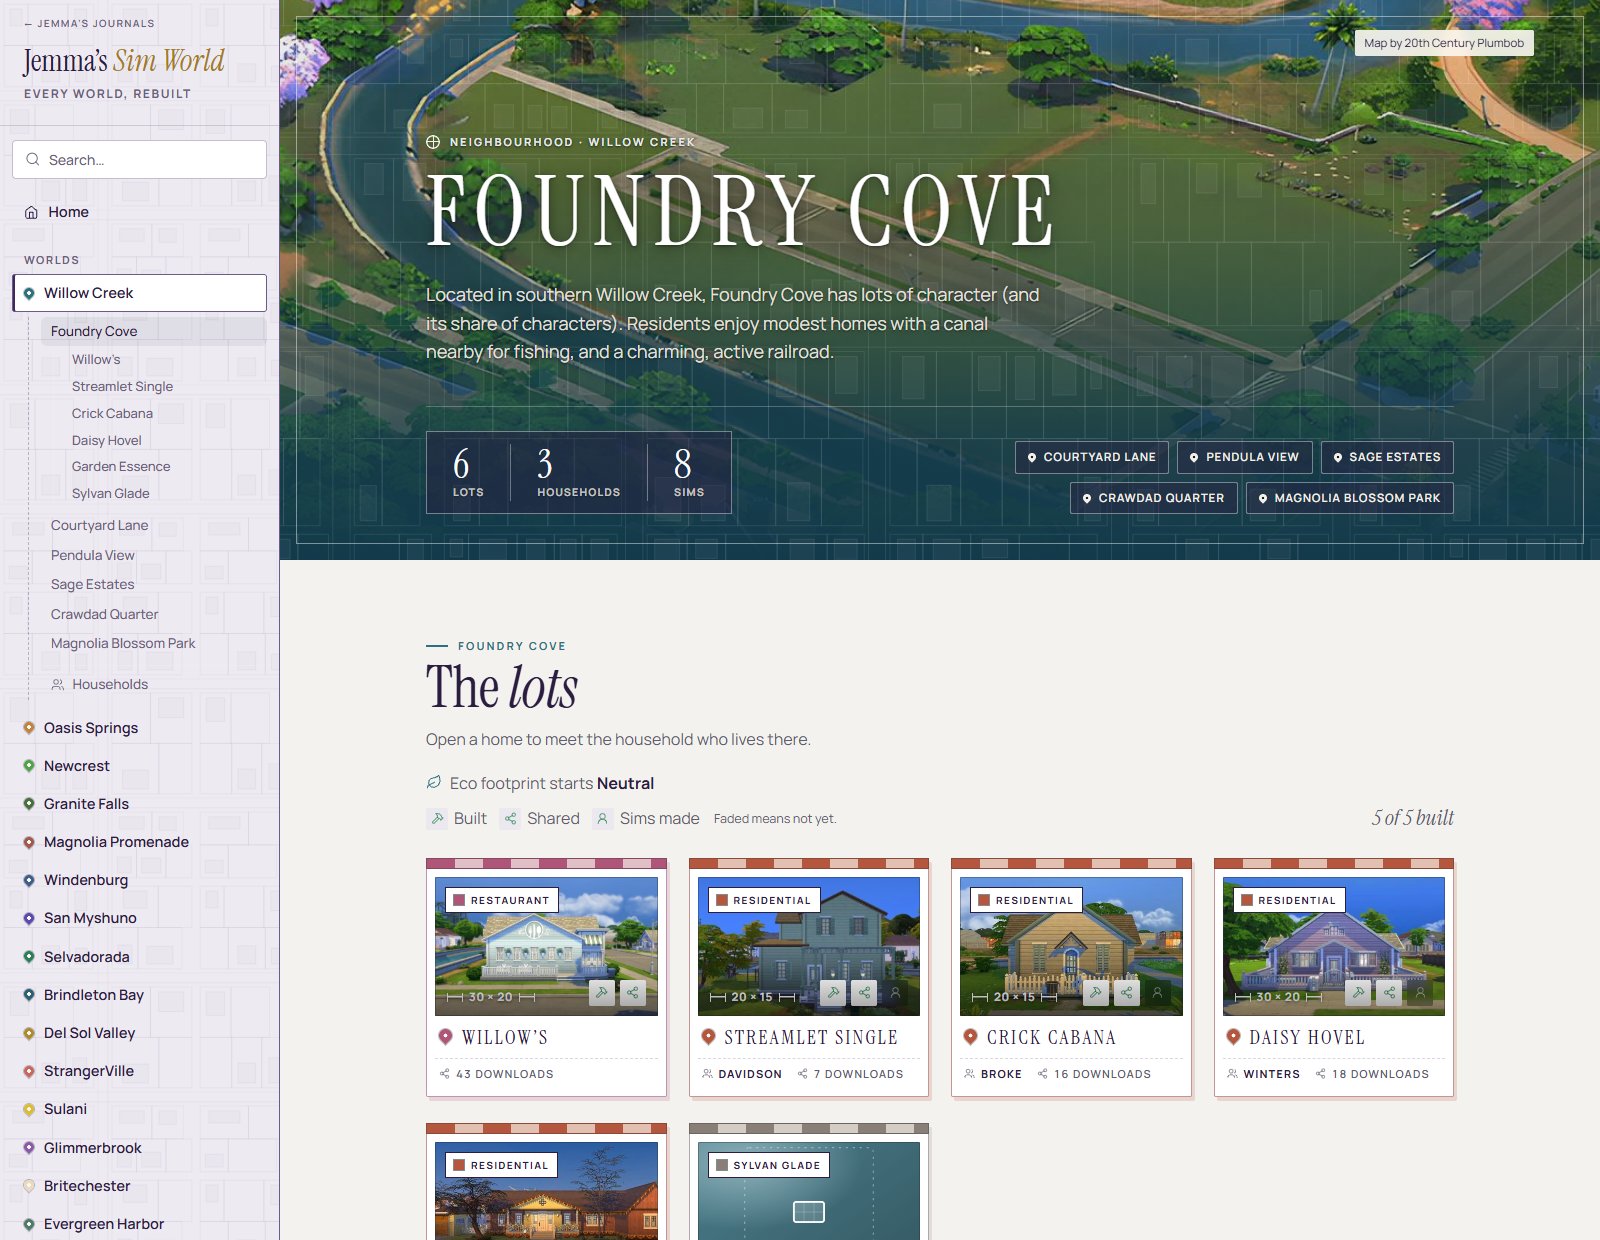 ← JEMMA'S JOURNALS
Jemma's Sim World
EVERY WORLD, REBUILT
Search...
Home
WORLDS
Willow Creek
Foundry Cove
Willow's
Streamlet Single
Crick Cabana
Daisy Hovel
Garden Essence
Sylvan Glade
Courtyard Lane
Pendula View
Sage Estates
Crawdad Quarter
Magnolia Blossom Park
Households
Oasis Springs
Newcrest
Granite Falls
Magnolia Promenade
Windenburg
San Myshuno
Selvadorada
Brindleton Bay
Del Sol Valley
StrangerVille
Sulani
Glimmerbrook
Britechester
Evergreen Harbor
Map by 20th Century Plumbob
NEIGHBOURHOOD · WILLOW CREEK
FOUNDRY COVE
Located in southern Willow Creek, Foundry Cove has lots of character (and
its share of characters). Residents enjoy modest homes with a canal
nearby for fishing, and a charming, active railroad.
6 LOTS
3 HOUSEHOLDS
8 SIMS
COURTYARD LANE
PENDULA VIEW
SAGE ESTATES
CRAWDAD QUARTER
MAGNOLIA BLOSSOM PARK
FOUNDRY COVE
The lots
Open a home to meet the household who lives there.
Eco footprint starts Neutral
Built Shared Sims made Faded means not yet.
5 of 5 built
RESTAURANT
30 × 20
WILLOW'S
43 DOWNLOADS
RESIDENTIAL
20 × 15
STREAMLET SINGLE
DAVIDSON 7 DOWNLOADS
RESIDENTIAL
20 × 15
CRICK CABANA
BROKE 16 DOWNLOADS
RESIDENTIAL
30 × 20
DAISY HOVEL
WINTERS 18 DOWNLOADS
RESIDENTIAL
SYLVAN GLADE